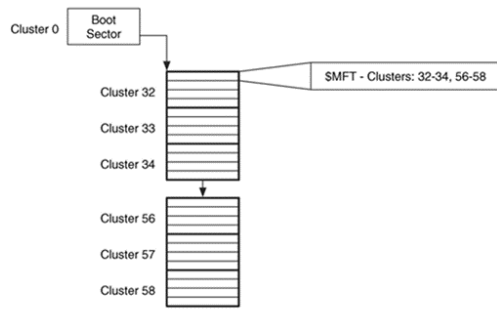 Cluster 0
Boot
Sector
$MFT - Clusters: 32-34, 56-58
Cluster 32
Cluster 33
Cluster 34
Cluster 56
Cluster 57
Cluster 58